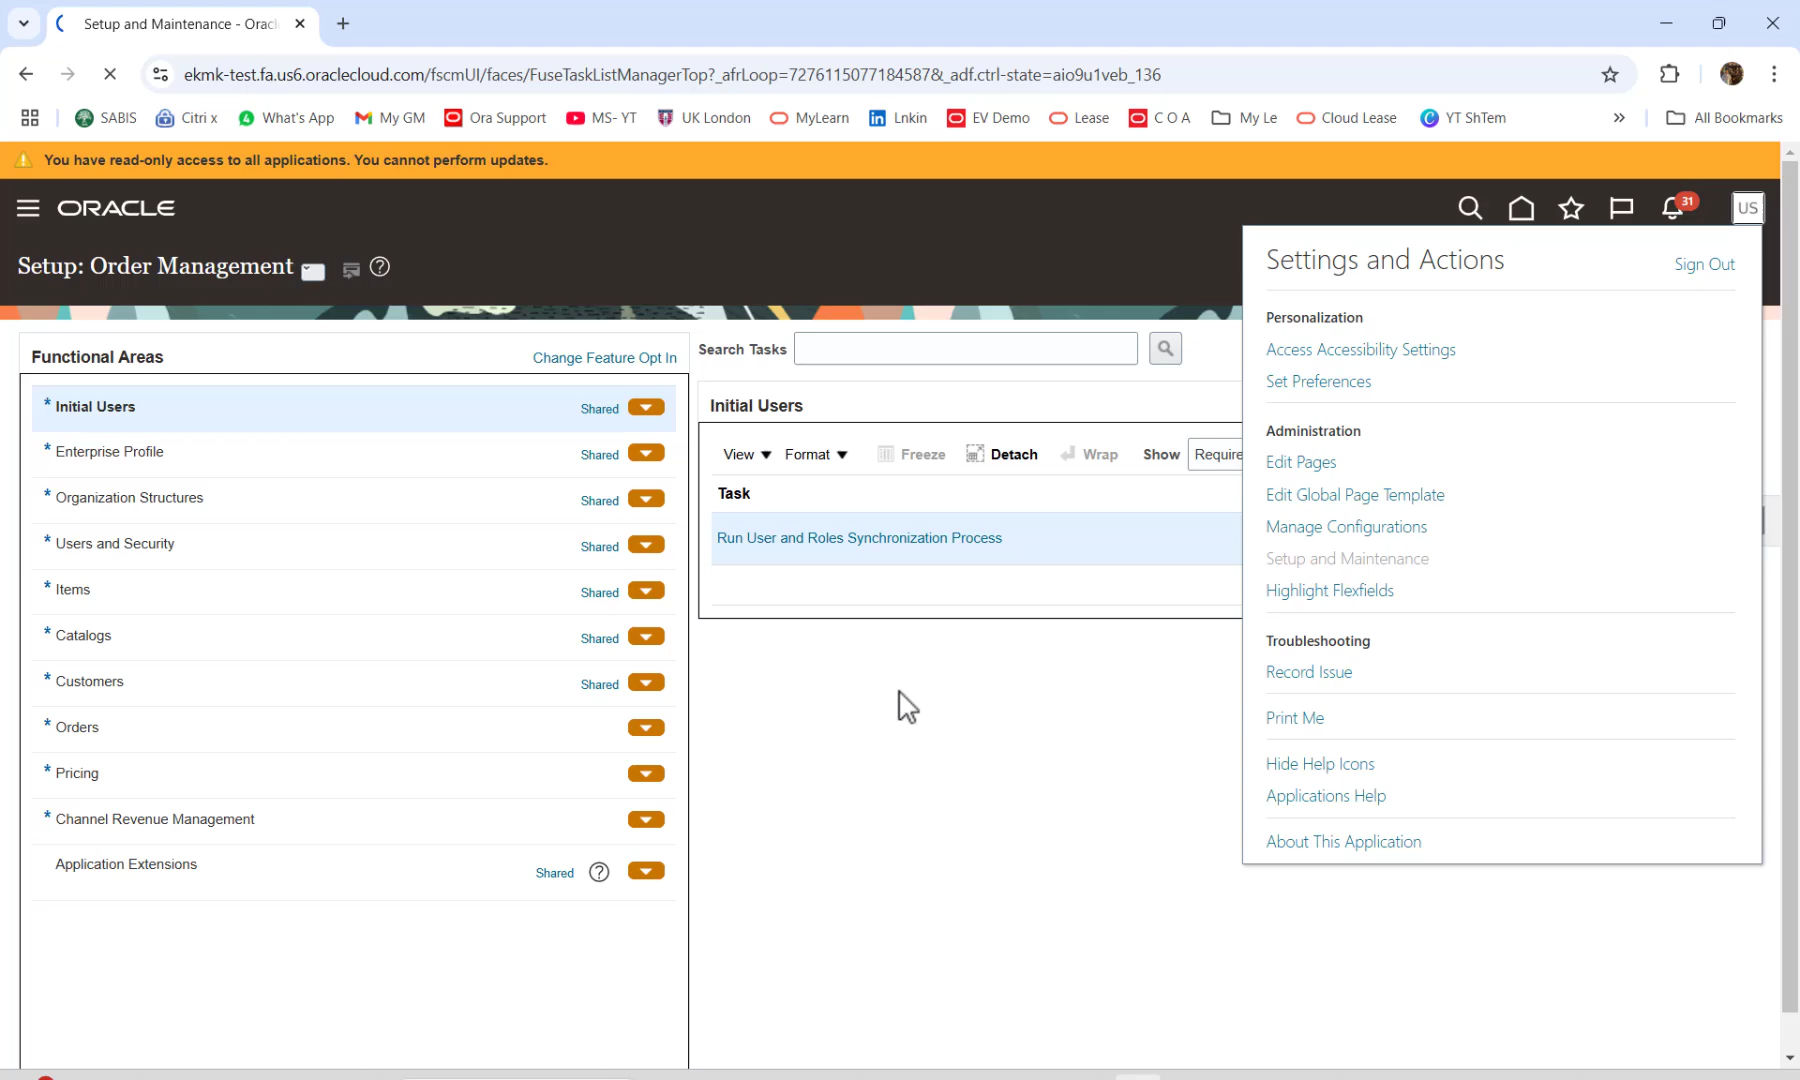 Setup and Maintenance - Oracl
ekmk-test.fa.us6.oraclecloud.com/fscmUI/faces/FuseTaskListManagerTop?_afrLoop=7276115077184587&_adf.ctrl-state=aio9u1veb_136
SABIS
Citri x
What's App
My GM
Ora Support
MS- YT
UK London
MyLearn
Lnkin
EV Demo
Lease
C O A
My Le
Cloud Lease
YT ShTem
»
All Bookmarks
You have read-only access to all applications. You cannot perform updates.
ORACLE
31
US
Setup: Order Management
Settings and Actions
Sign Out
Personalization
Access Accessibility Settings
Set Preferences
Administration
Edit Pages
Edit Global Page Template
Manage Configurations
Setup and Maintenance
Highlight Flexfields
Troubleshooting
Record Issue
Print Me
Hide Help Icons
Applications Help
About This Application
Functional Areas
Change Feature Opt In
* Initial Users Shared
* Enterprise Profile Shared
* Organization Structures Shared
* Users and Security Shared
* Items Shared
* Catalogs Shared
* Customers Shared
* Orders
* Pricing
* Channel Revenue Management
Application Extensions Shared
Search Tasks
Initial Users
View Format Freeze Detach Wrap Show Require
Task
Run User and Roles Synchronization Process